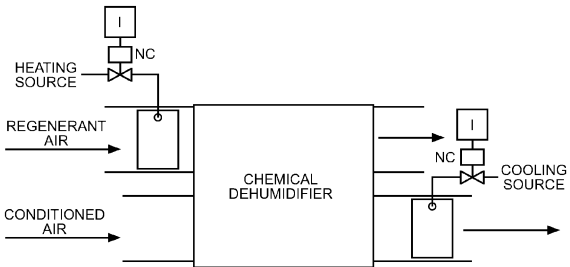 I
NC
HEATING
SOURCE
REGENERANT
AIR
I
NC
COOLING
SOURCE
CHEMICAL
DEHUMIDIFIER
CONDITIONED
AIR